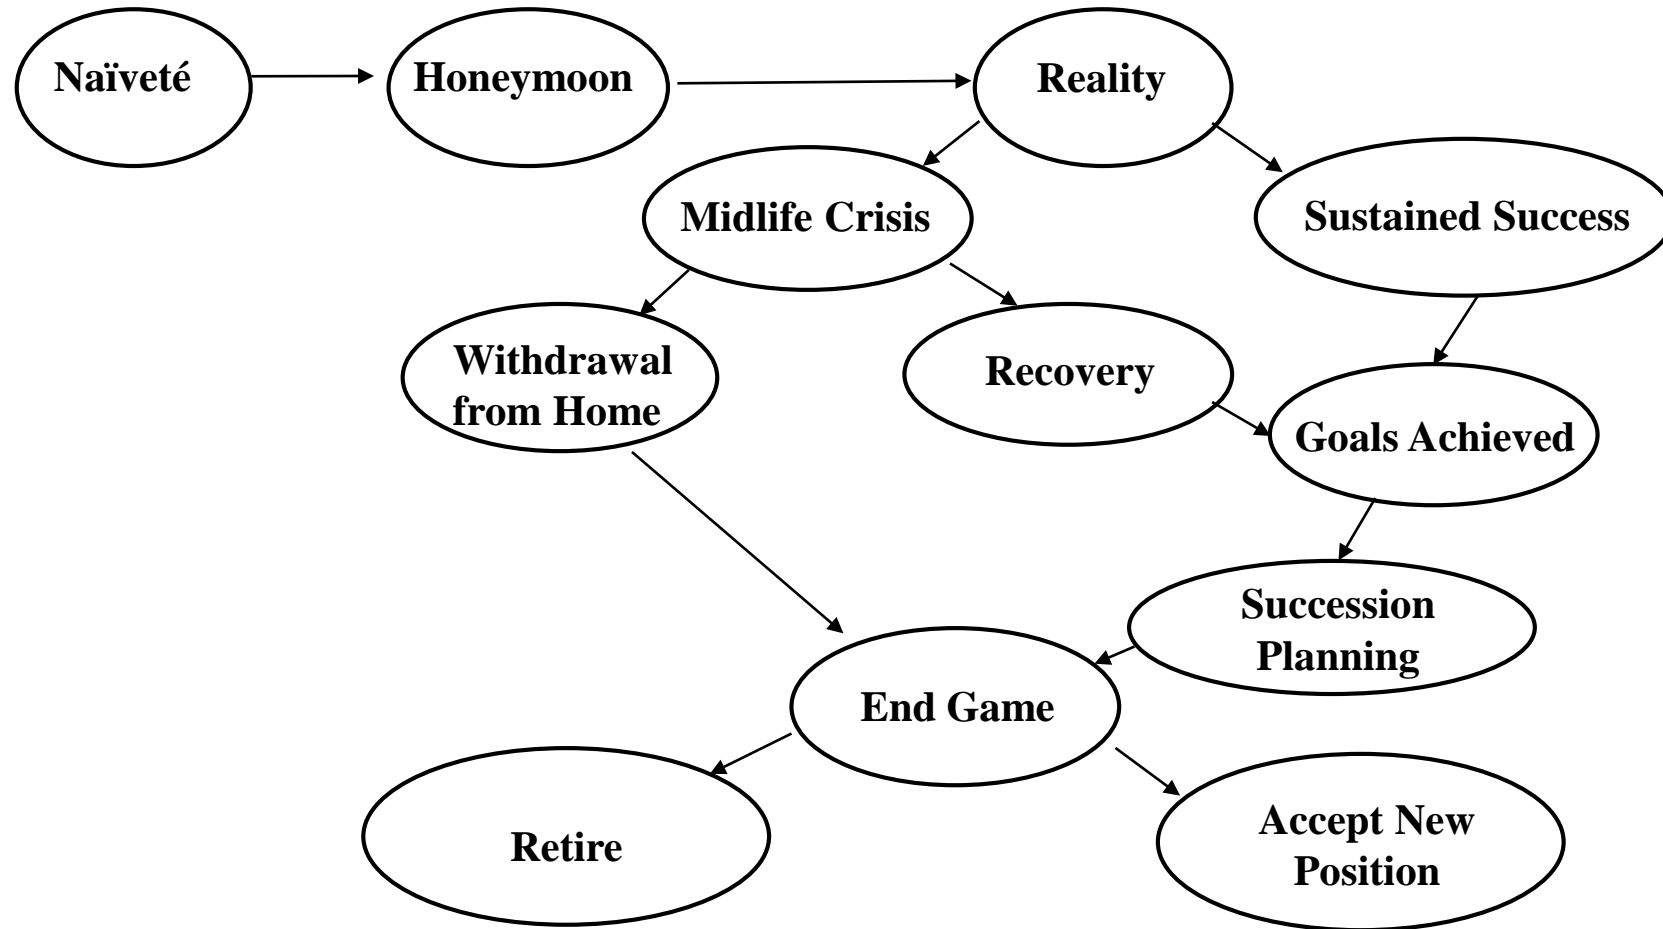 Naïveté
Honeymoon
Reality
Midlife Crisis
Sustained Success
Withdrawal
from Home
Recovery
Goals Achieved
Succession
Planning
End Game
Retire
Accept New
Position